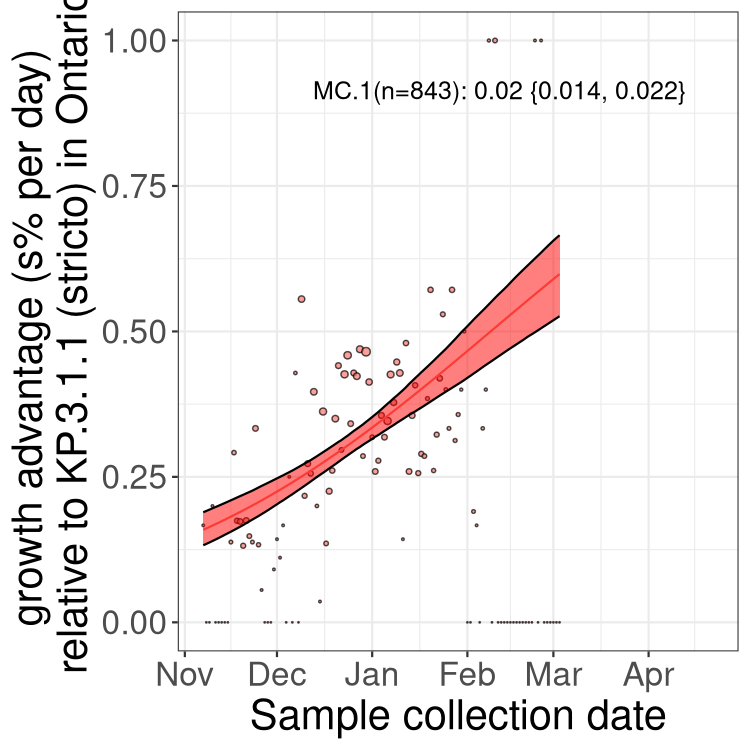 growth advantage (s% per day)
relative to KP.3.1.1 (stricto) in Ontario
1.00
0.75
0.50
0.25
0.00
MC.1(n=843): 0.02 {0.014, 0.022}
Nov Dec Jan Feb Mar Apr
Sample collection date